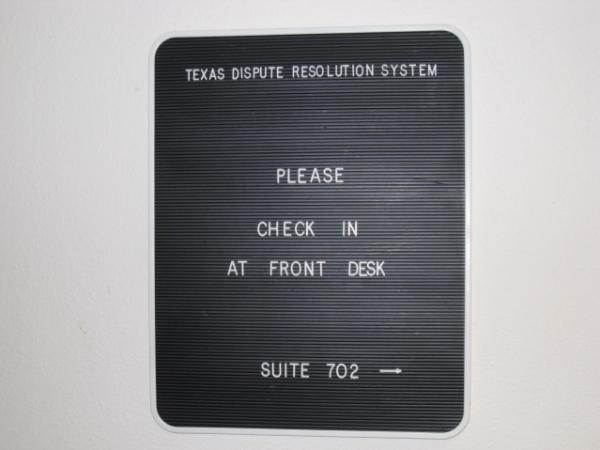 TEXAS DISPUTE RESOLUTION SYSTEM
PLEASE
CHECK IN
AT FRONT DESK
SUITE 702 →